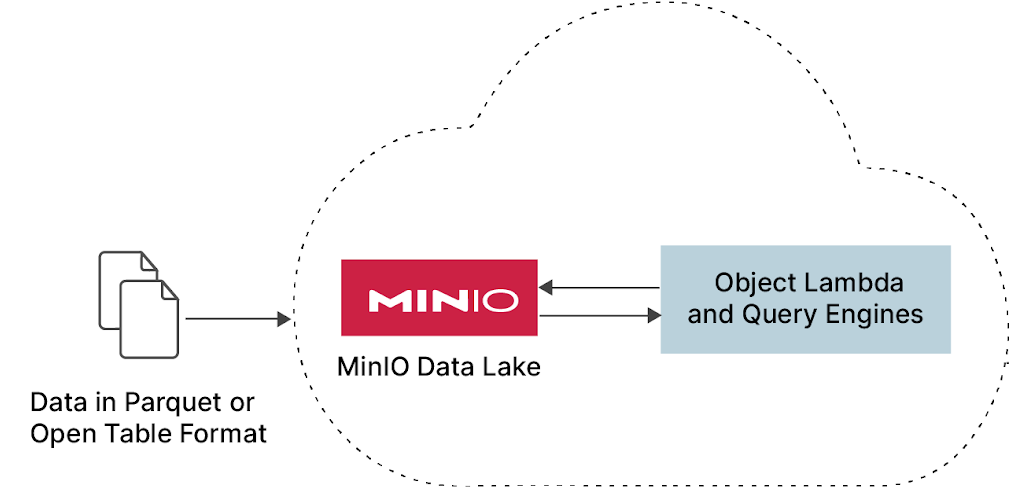 MINIO
MinIO Data Lake
Object Lambda
and Query Engines
Data in Parquet or
Open Table Format